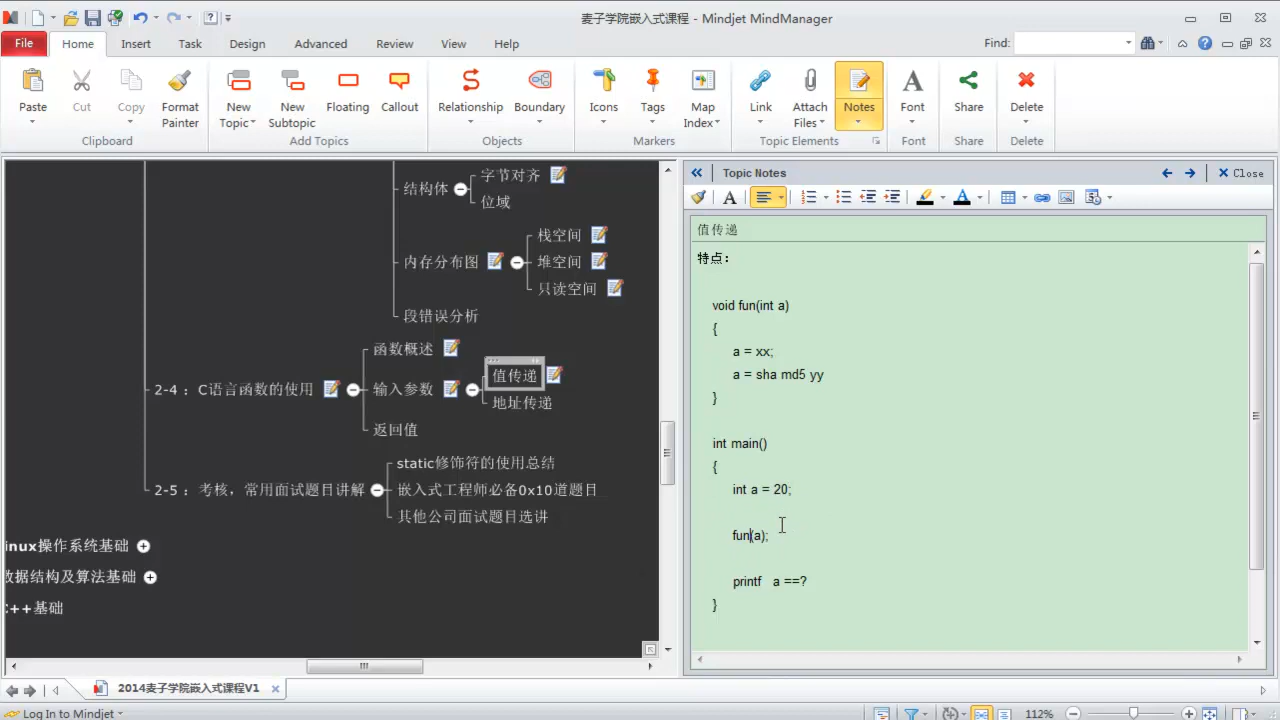 麦子学院嵌入式课程 - Mindjet MindManager
File Home Insert Task Design Advanced Review View Help Find:
Paste Cut Copy Format Painter New Topic New Subtopic Floating Callout Relationship Boundary Icons Tags Map Index Link Attach Files Notes Font Share Delete
Clipboard Add Topics Objects Markers Topic Elements Font Share Delete
结构体
字节对齐
位域
内存分布图
栈空间
堆空间
只读空间
段错误分析
2-4 : C语言函数的使用
函数概述
输入参数
值传递
地址传递
返回值
2-5 : 考核，常用面试题目讲解
static修饰符的使用总结
嵌入式工程师必备0x10道题目
其他公司面试题目选讲
inux操作系统基础
数据结构及算法基础
C++基础
Topic Notes Close
值传递
特点：
void fun(int a)
{
a = xx;
a = sha md5 yy
}
int main()
{
int a = 20;
fun(a);
printf a ==?
}
2014麦子学院嵌入式课程V1
Log In to Mindjet 112%